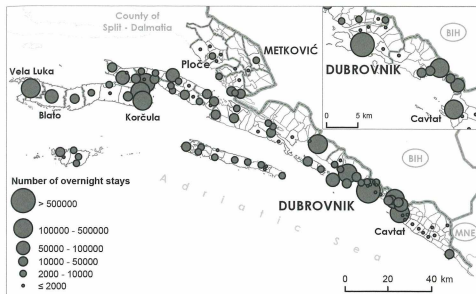 County of
Split - Dalmatia
METKOVIĆ
Ploče
Vela Luka
Blato
Korčula
BIH
DUBROVNIK
Cavtat
0 5 km
BIH
DUBROVNIK
Cavtat
MNE
Adriatic Sea
Number of overnight stays
> 500000
100000 - 500000
50000 - 100000
10000 - 50000
2000 - 10000
≤ 2000
0 20 40 km